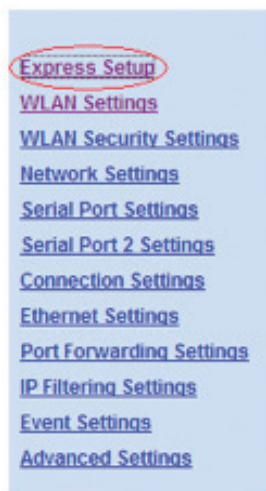 Express Setup
WLAN Settings
WLAN Security Settings
Network Settings
Serial Port Settings
Serial Port 2 Settings
Connection Settings
Ethernet Settings
Port Forwarding Settings
IP Filtering Settings
Event Settings
Advanced Settings